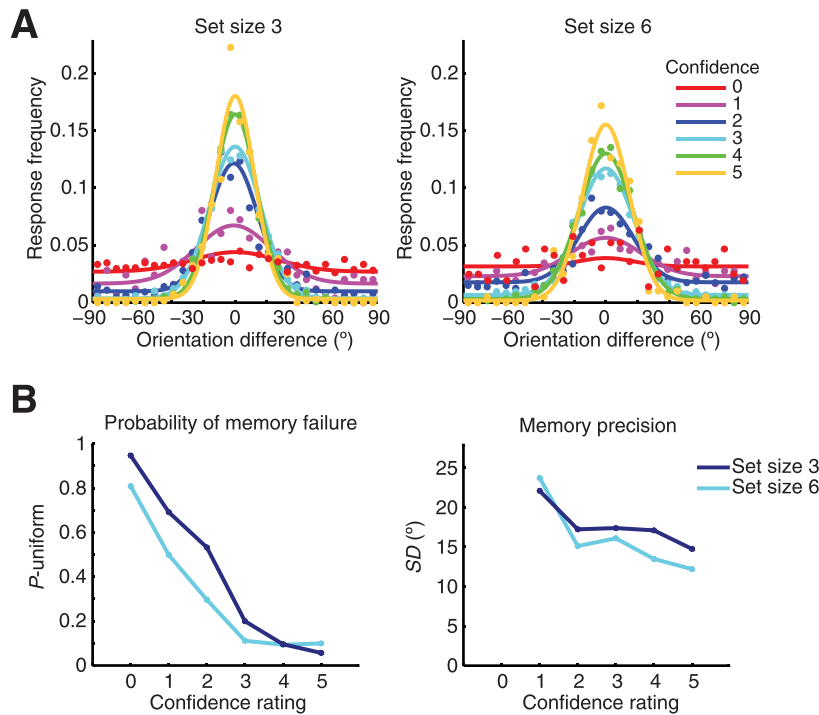 A
Set size 3
Response frequency
0.2
0.15
0.1
0.05
0
−90 −60 −30 0 30 60 90
Orientation difference (º)
Set size 6
Response frequency
0.2
0.15
0.1
0.05
0
−90 −60 −30 0 30 60 90
Orientation difference (º)
Confidence
0
1
2
3
4
5
B
Probability of memory failure
P-uniform
1
0.8
0.6
0.4
0.2
0
0 1 2 3 4 5
Confidence rating
Memory precision
SD (º)
25
20
15
10
5
0
0 1 2 3 4 5
Confidence rating
Set size 3
Set size 6